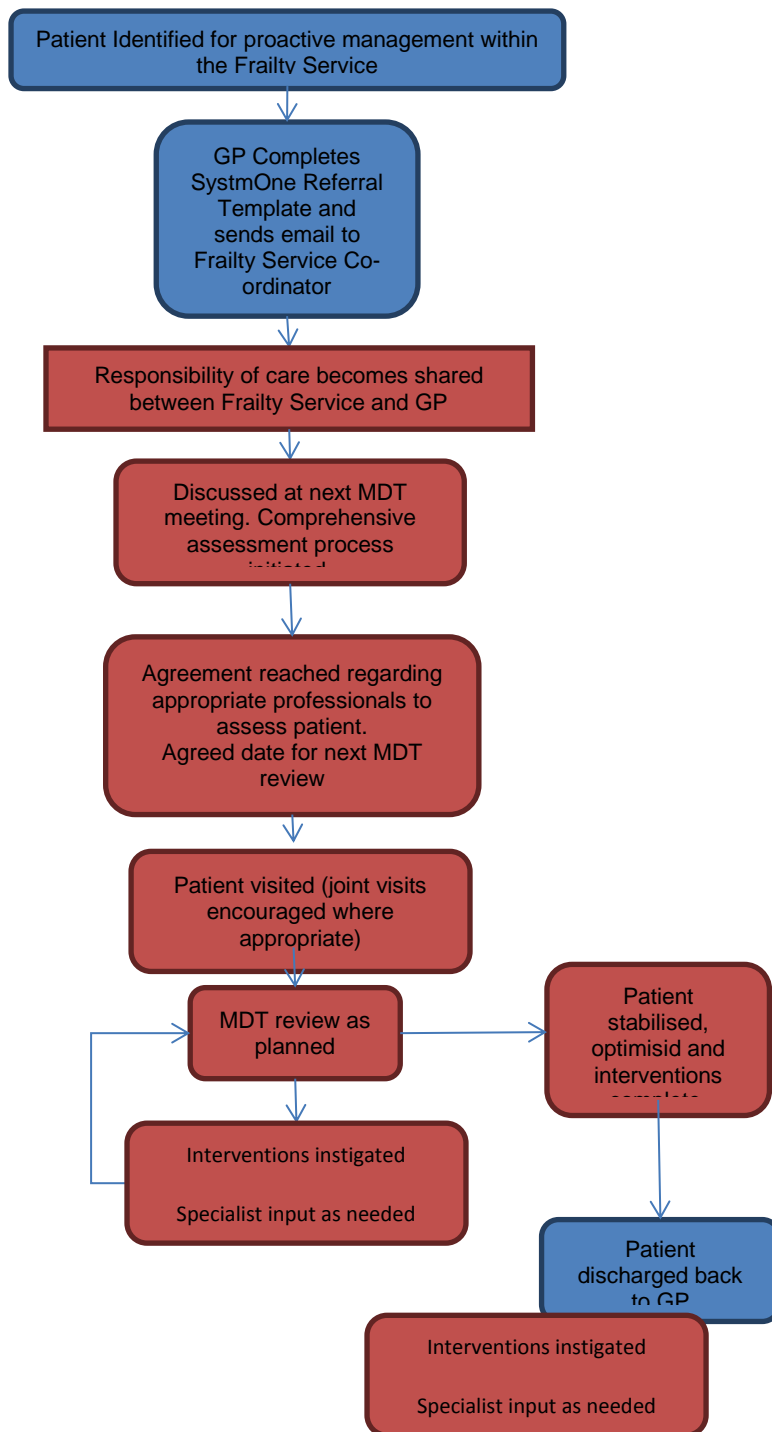 Patient Identified for proactive management within
the Frailty Service
GP Completes
SystmOne Referral
Template and
sends email to
Frailty Service Co-
ordinator
Responsibility of care becomes shared
between Frailty Service and GP
Discussed at next MDT
meeting. Comprehensive
assessment process
initiated
Agreement reached regarding
appropriate professionals to
assess patient.
Agreed date for next MDT
review
Patient visited (joint visits
encouraged where
appropriate)
MDT review as
planned
Patient
stabilised,
optimisid and
interventions
complete
Interventions instigated
Specialist input as needed
Patient
discharged back
to GP
Interventions instigated
Specialist input as needed